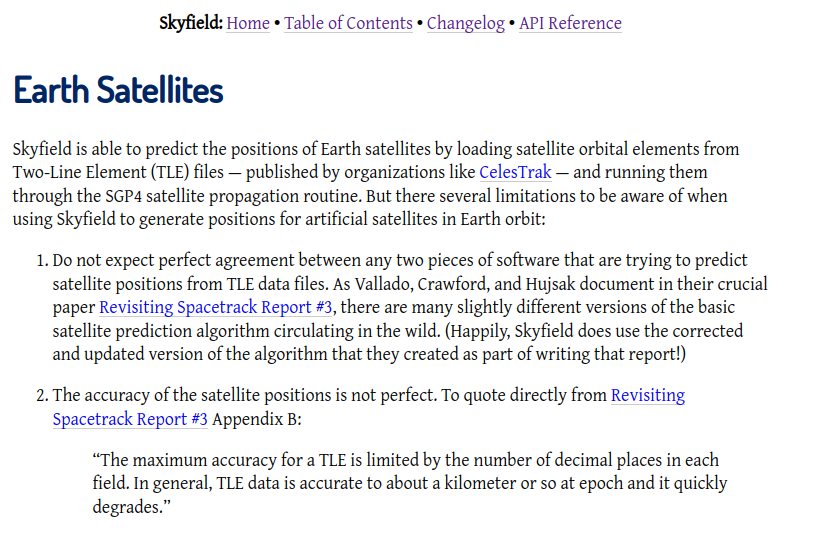 Skyfield: Home • Table of Contents • Changelog • API Reference
Earth Satellites
Skyfield is able to predict the positions of Earth satellites by loading satellite orbital elements from
Two-Line Element (TLE) files — published by organizations like CelesTrak — and running them
through the SGP4 satellite propagation routine. But there several limitations to be aware of when
using Skyfield to generate positions for artificial satellites in Earth orbit:
1. Do not expect perfect agreement between any two pieces of software that are trying to predict
satellite positions from TLE data files. As Vallado, Crawford, and Hujsak document in their crucial
paper Revisiting Spacetrack Report #3, there are many slightly different versions of the basic
satellite prediction algorithm circulating in the wild. (Happily, Skyfield does use the corrected
and updated version of the algorithm that they created as part of writing that report!)
2. The accuracy of the satellite positions is not perfect. To quote directly from Revisiting
Spacetrack Report #3 Appendix B:
“The maximum accuracy for a TLE is limited by the number of decimal places in each
field. In general, TLE data is accurate to about a kilometer or so at epoch and it quickly
degrades.”